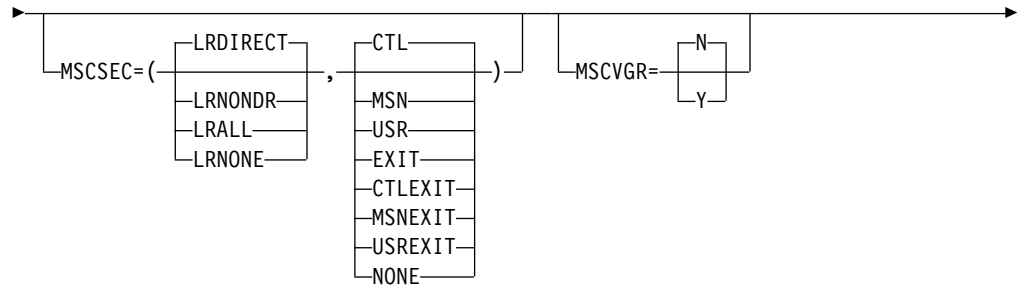 LRDIRECT CTL N
MSCSEC=( , ) MSCVGR=
LRNONDR MSN Y
LRALL USR
LRNONE EXIT
CTLEXIT
MSNEXIT
USREXIT
NONE